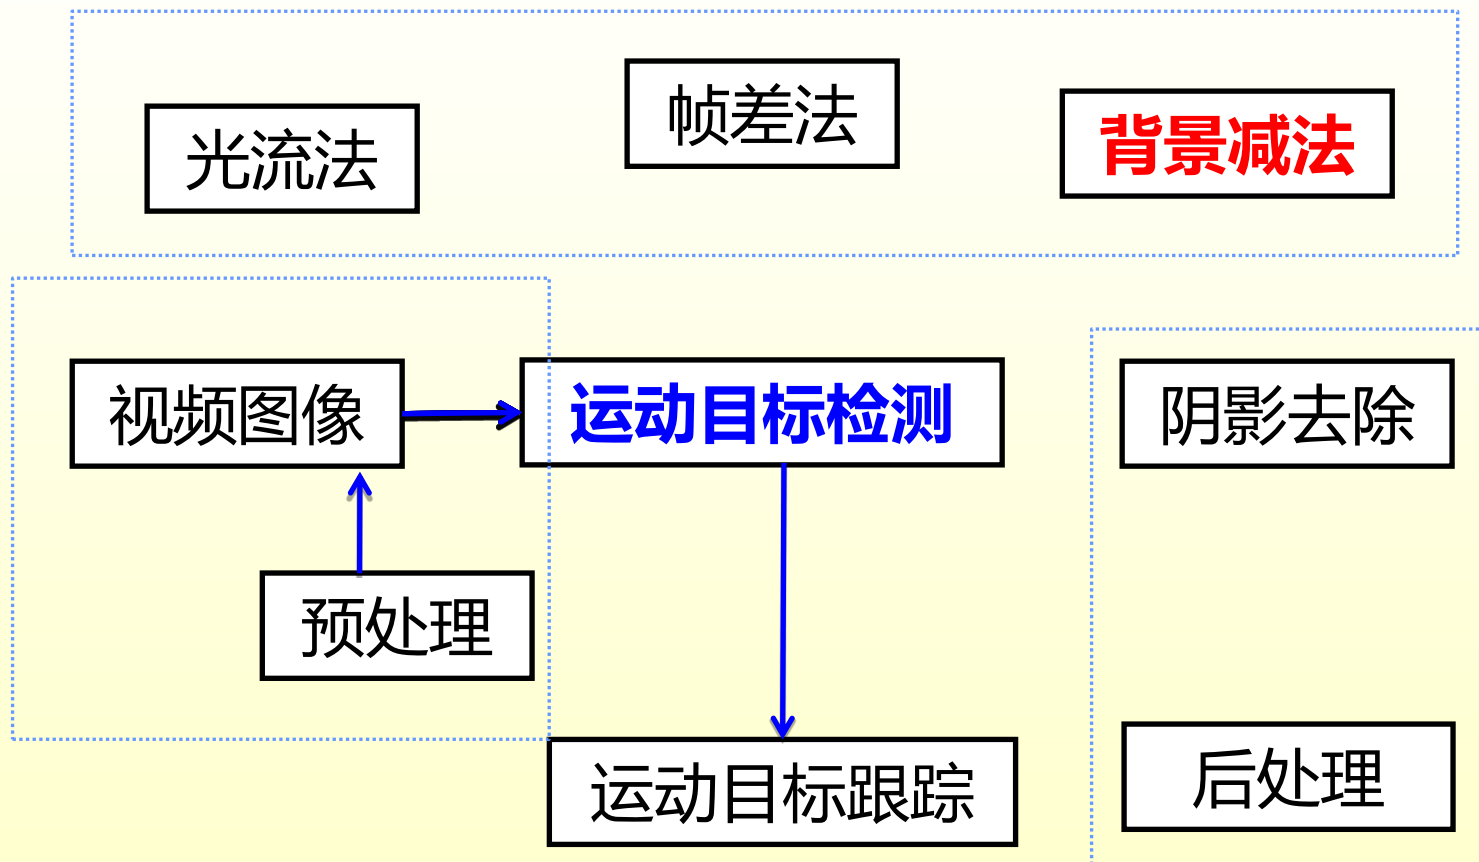 光流法
帧差法
背景减法
视频图像
运动目标检测
阴影去除
预处理
运动目标跟踪
后处理